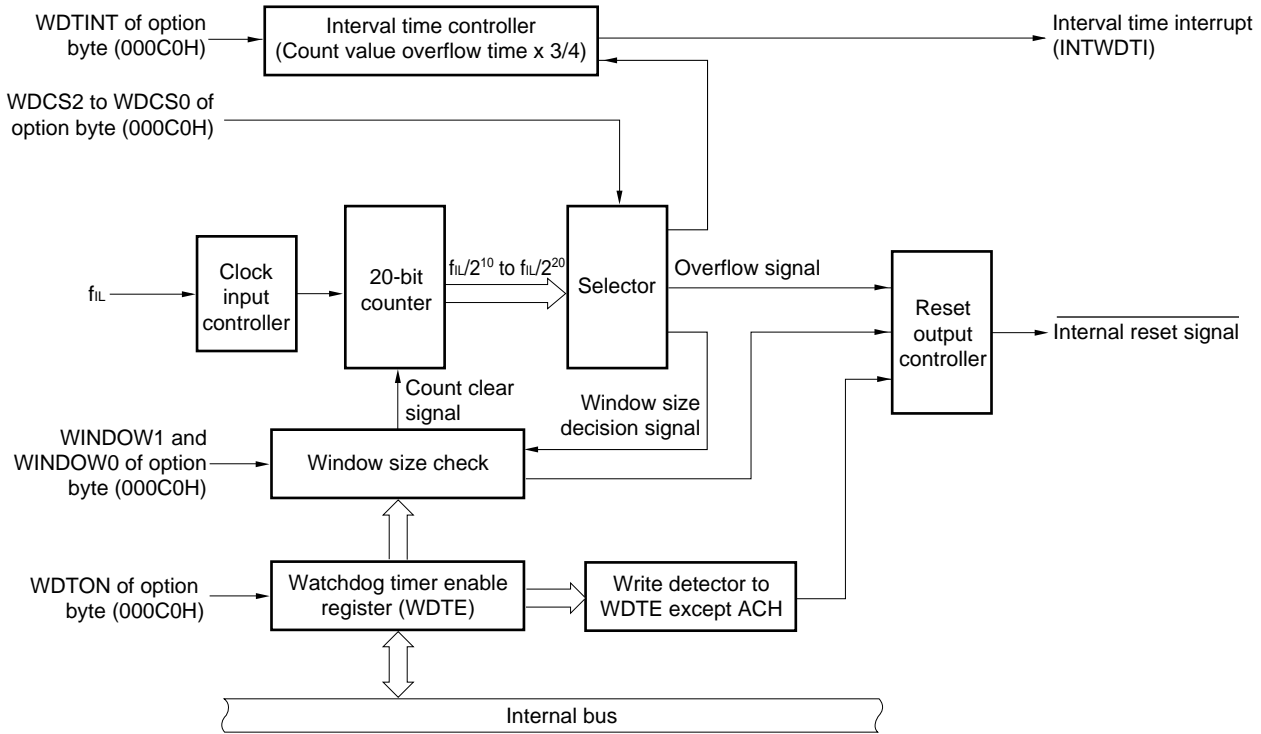 WDTINT of option
byte (000C0H)
Interval time controller
(Count value overflow time x 3/4)
Interval time interrupt
(INTWDTI)
WDCS2 to WDCS0 of
option byte (000C0H)
fIL
Clock
input
controller
20-bit
counter
fIL/2^10 to fIL/2^20
Selector
Overflow signal
Reset
output
controller
Internal reset signal
Count clear
signal
Window size
decision signal
WINDOW1 and
WINDOW0 of option
byte (000C0H)
Window size check
WDTON of option
byte (000C0H)
Watchdog timer enable
register (WDTE)
Write detector to
WDTE except ACH
Internal bus